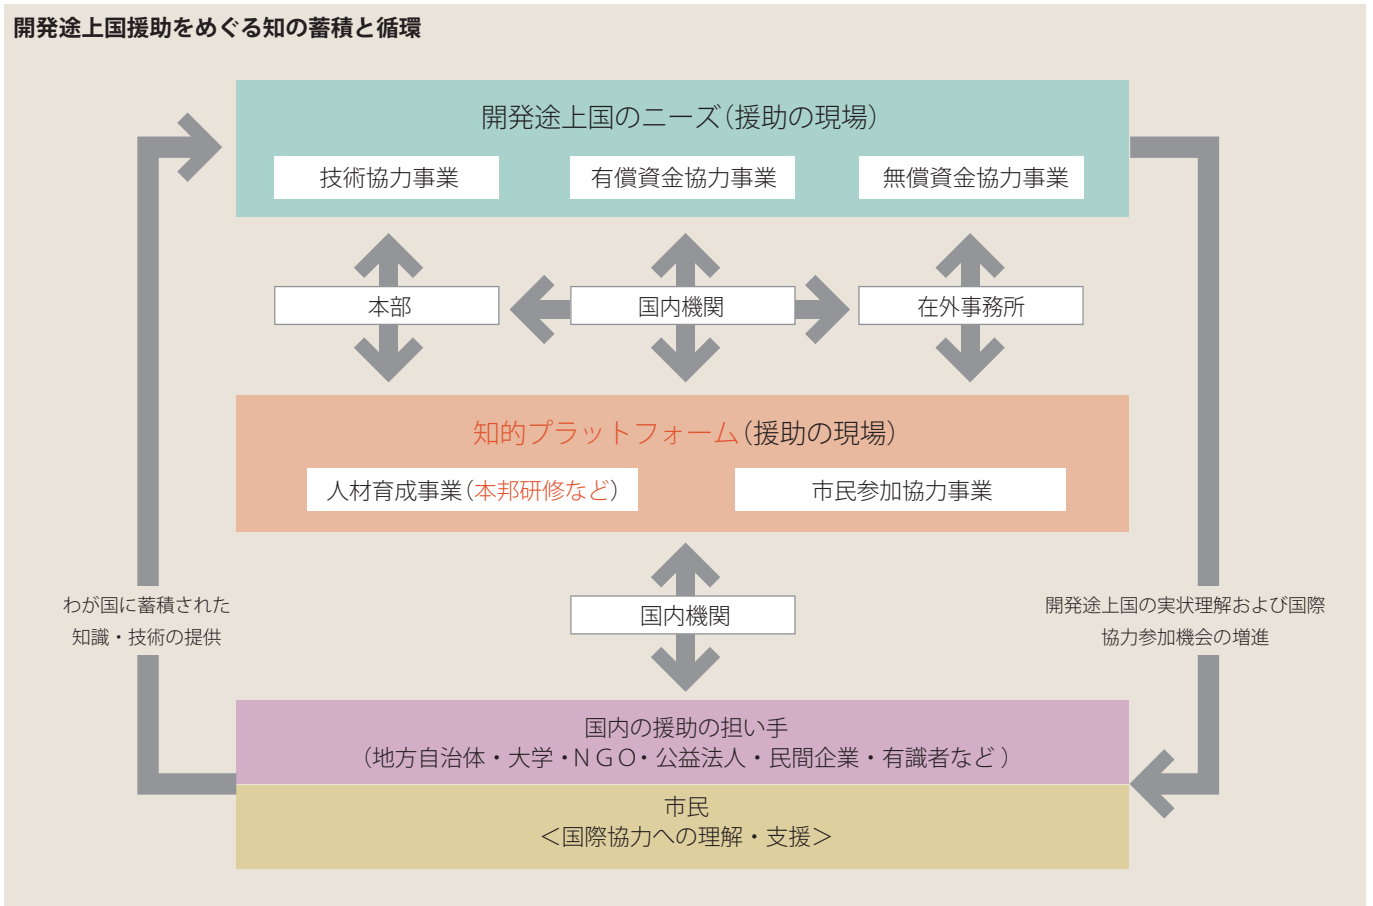 開発途上国援助をめぐる知の蓄積と循環
開発途上国のニーズ（援助の現場）
技術協力事業
有償資金協力事業
無償資金協力事業
本部
国内機関
在外事務所
知的プラットフォーム（援助の現場）
人材育成事業（本邦研修など）
市民参加協力事業
わが国に蓄積された
知識・技術の提供
国内機関
開発途上国の実状理解および国際
協力参加機会の増進
国内の援助の担い手
（地方自治体・大学・ＮＧＯ・公益法人・民間企業・有識者など）
市民
＜国際協力への理解・支援＞